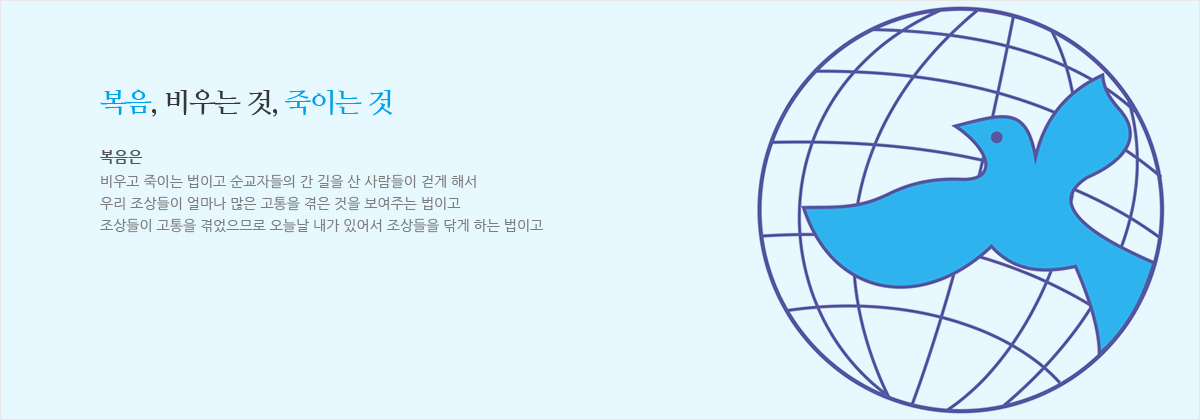 복음, 비우는 것, 죽이는 것
복음은
비우고 죽이는 법이고 순교자들의 간 길을 산 사람들이 걷게 해서
우리 조상들이 얼마나 많은 고통을 겪은 것을 보여주는 법이고
조상들이 고통을 겪었으므로 오늘날 내가 있어서 조상들을 닦게 하는 법이고